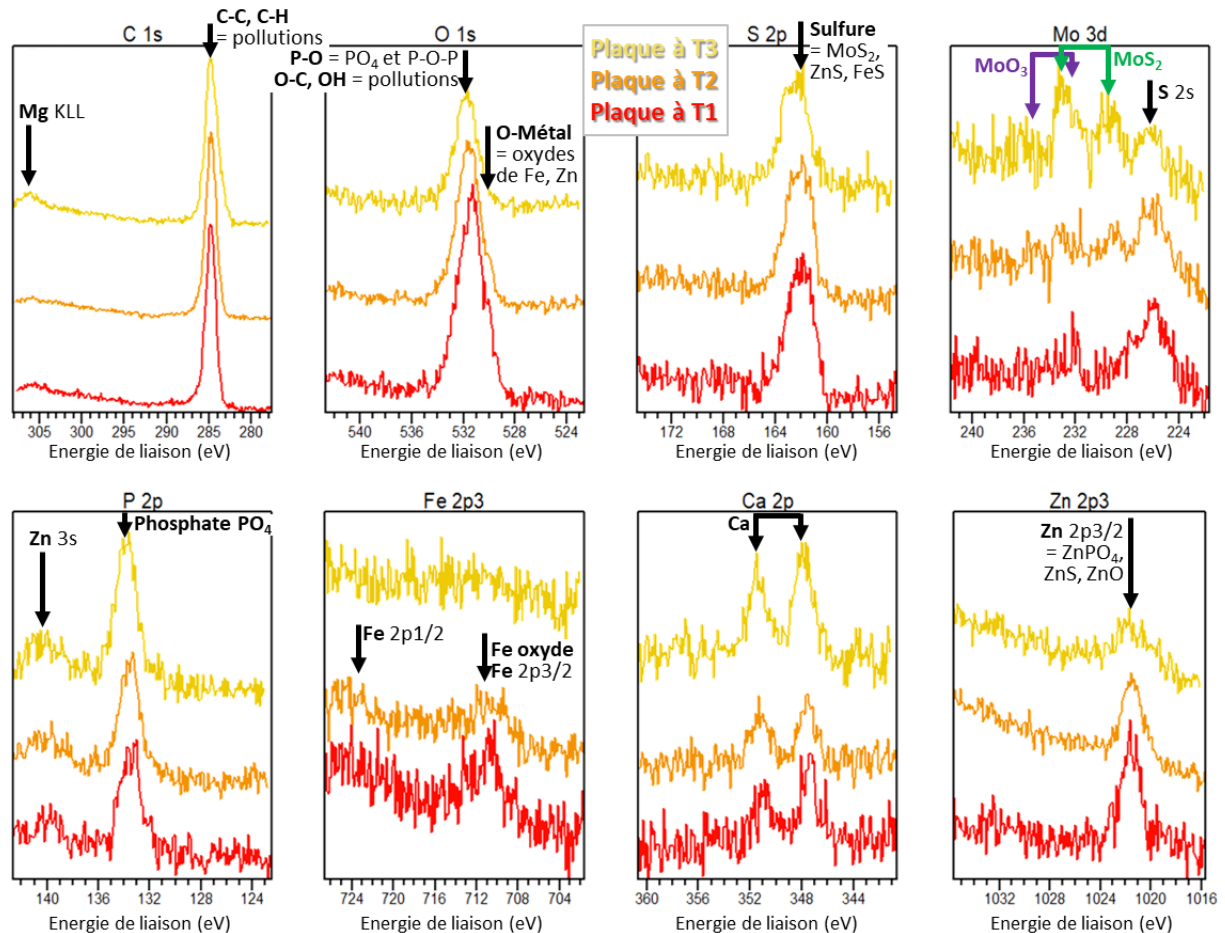 C 1s
C-C, C-H
= pollutions
Mg KLL
305 300 295 290 285 280
Energie de liaison (eV)
O 1s
P-O = PO4 et P-O-P
O-C, OH = pollutions
O-Métal
= oxydes
de Fe, Zn
540 536 532 528 524
Energie de liaison (eV)
Plaque à T3
Plaque à T2
Plaque à T1
S 2p
Sulfure
= MoS2,
ZnS, FeS
172 168 164 160 156
Energie de liaison (eV)
Mo 3d
MoO3
MoS2
S 2s
240 236 230 226 222
Energie de liaison (eV)
P 2p
Phosphate PO4
Zn 3s
140 136 132 128 124
Energie de liaison (eV)
Fe 2p3
Fe 2p1/2
Fe oxyde
Fe 2p3/2
724 720 716 712 708 704
Energie de liaison (eV)
Ca 2p
Ca
360 356 352 348 344
Energie de liaison (eV)
Zn 2p3
Zn 2p3/2
= ZnPO4,
ZnS, ZnO
1032 1028 1024 1020 1016
Energie de liaison (eV)